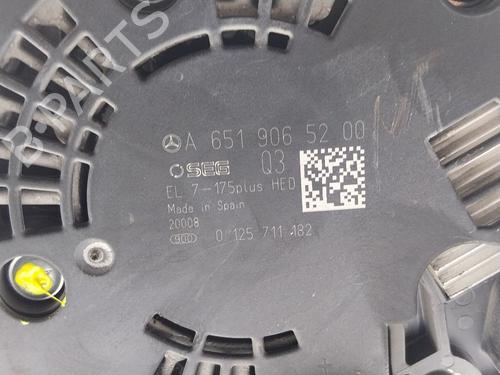 A 651 906 52 00
SEG Q3
EL 7-175plus HED
Made in Spain
20008
900 0 125 711 182
B-PARTS